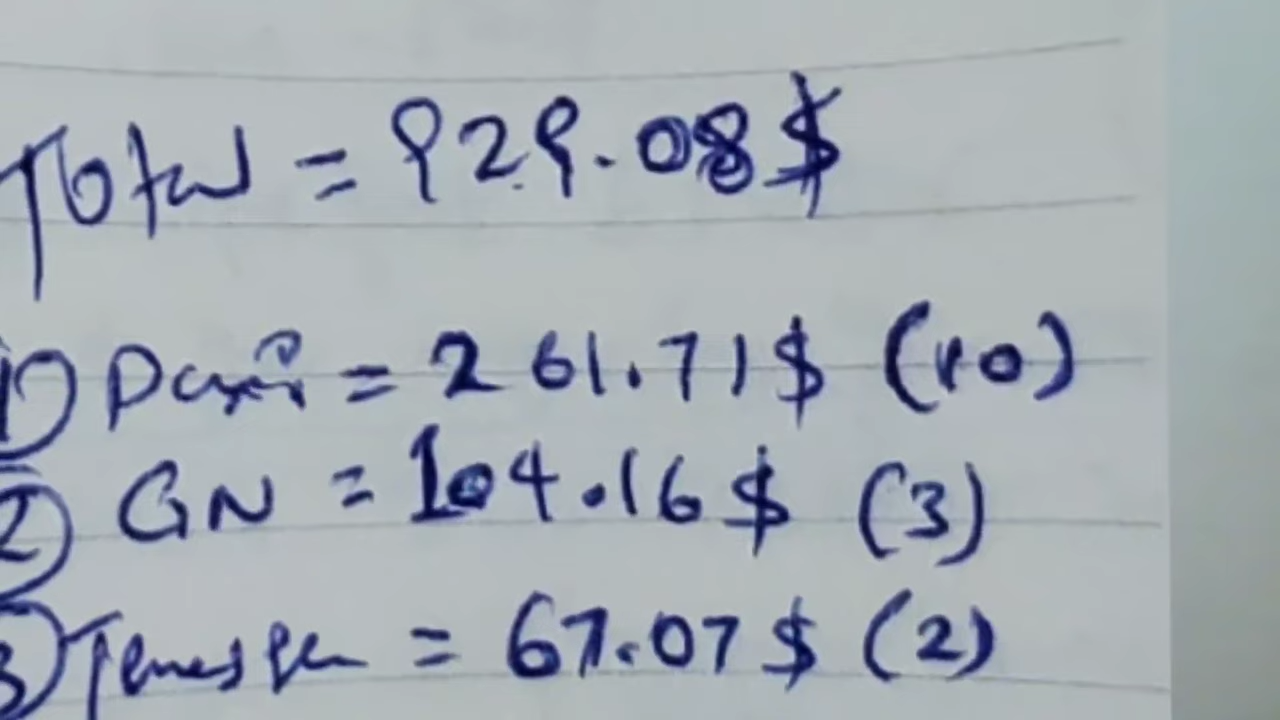 Total = 929.08$
1) = 261.71$ (10)
2) GN = 104.16$ (3)
3) = 67.07$ (2)